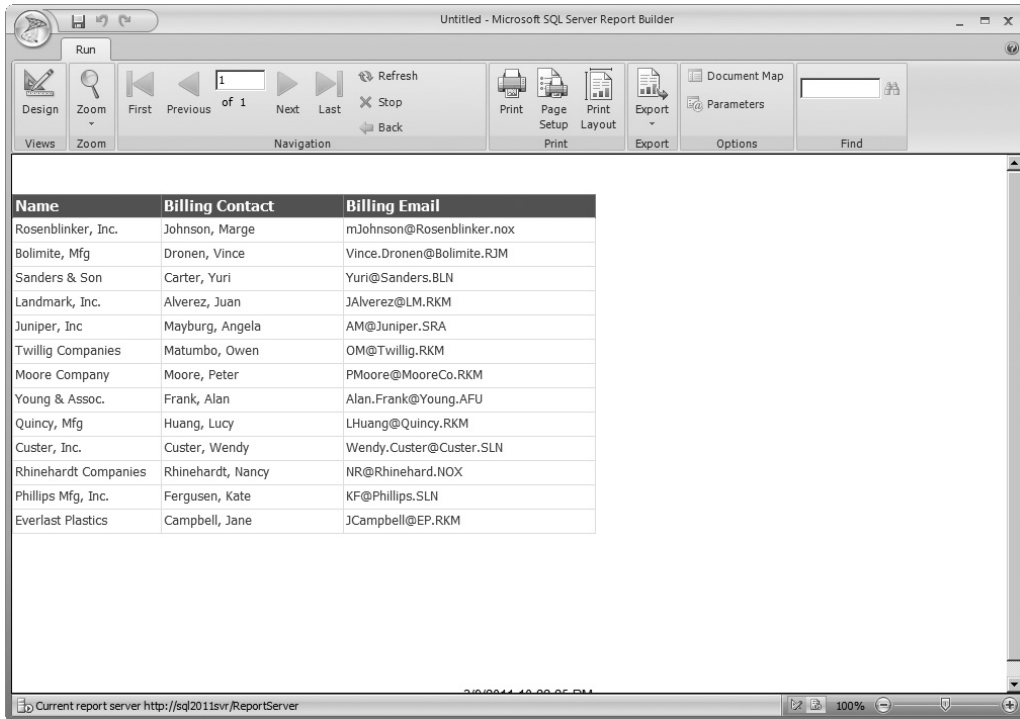 Untitled - Microsoft SQL Server Report Builder
Run
Design
Zoom
First
Previous
1
of 1
Next
Last
Refresh
Stop
Back
Print
Page Setup
Print Layout
Export
Document Map
Parameters
Views
Zoom
Navigation
Print
Export
Options
Find
Name Billing Contact Billing Email
Rosenblinker, Inc. Johnson, Marge mJohnson@Rosenblinker.nox
Bolimite, Mfg Dronen, Vince Vince.Dronen@Bolimite.RJM
Sanders & Son Carter, Yuri Yuri@Sanders.BLN
Landmark, Inc. Alverez, Juan JAlverez@LM.RKM
Juniper, Inc Mayburg, Angela AM@Juniper.SRA
Twillig Companies Matumbo, Owen OM@Twillig.RKM
Moore Company Moore, Peter PMoore@MooreCo.RKM
Young & Assoc. Frank, Alan Alan.Frank@Young.AFU
Quincy, Mfg Huang, Lucy LHuang@Quincy.RKM
Custer, Inc. Custer, Wendy Wendy.Custer@Custer.SLN
Rhinehardt Companies Rhinehardt, Nancy NR@Rhinehard.NOX
Phillips Mfg, Inc. Fergusen, Kate KF@Phillips.SLN
Everlast Plastics Campbell, Jane JCampbell@EP.RKM
Current report server http://sql2011svr/ReportServer
100%